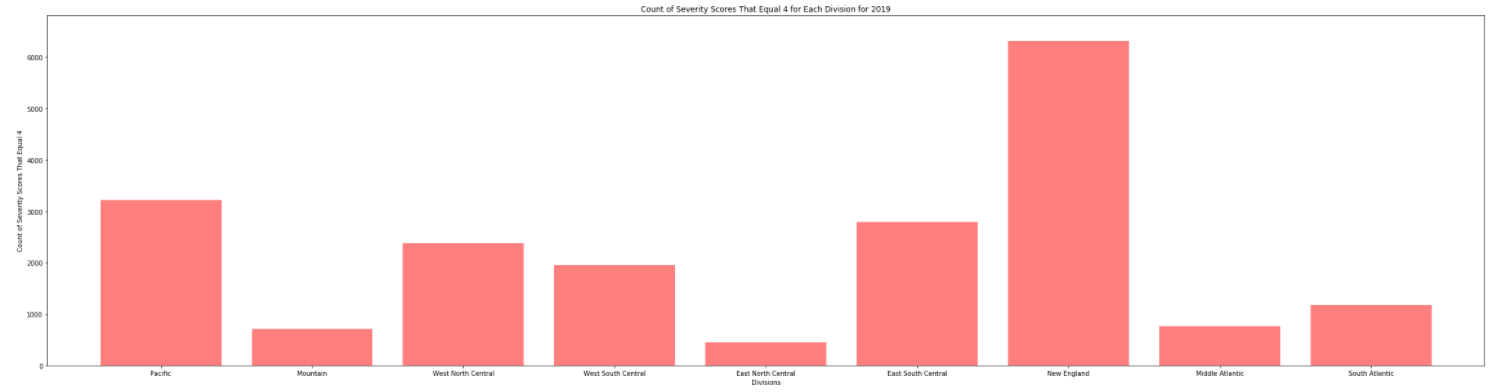 Count of Severity Scores That Equal 4 for Each Division for 2019
Count of Severity Scores That Equal 4
6000
5000
4000
3000
2000
1000
0
Pacific
Mountain
West North Central
West South Central
East North Central
East South Central
New England
Middle Atlantic
South Atlantic
Divisions